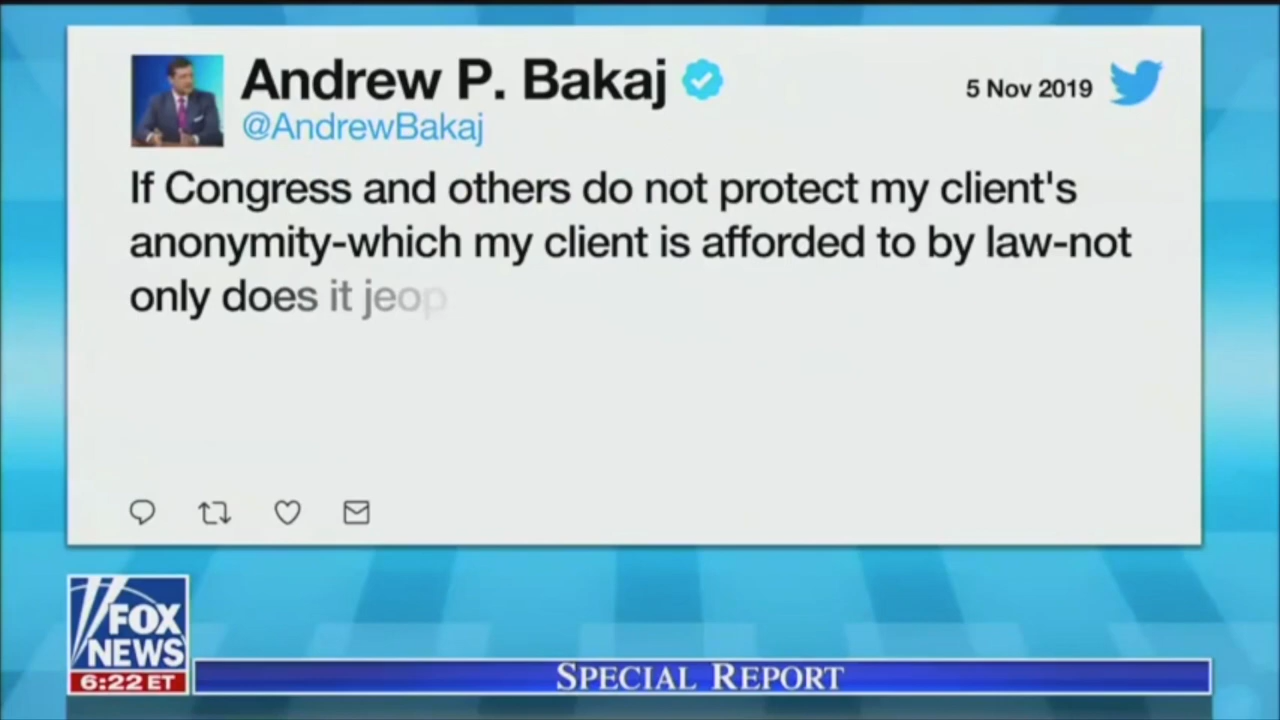 Andrew P. Bakaj
@AndrewBakaj
5 Nov 2019
If Congress and others do not protect my client's
anonymity-which my client is afforded to by law-not
only does it jeop
FOX
NEWS
6:22 ET
SPECIAL REPORT